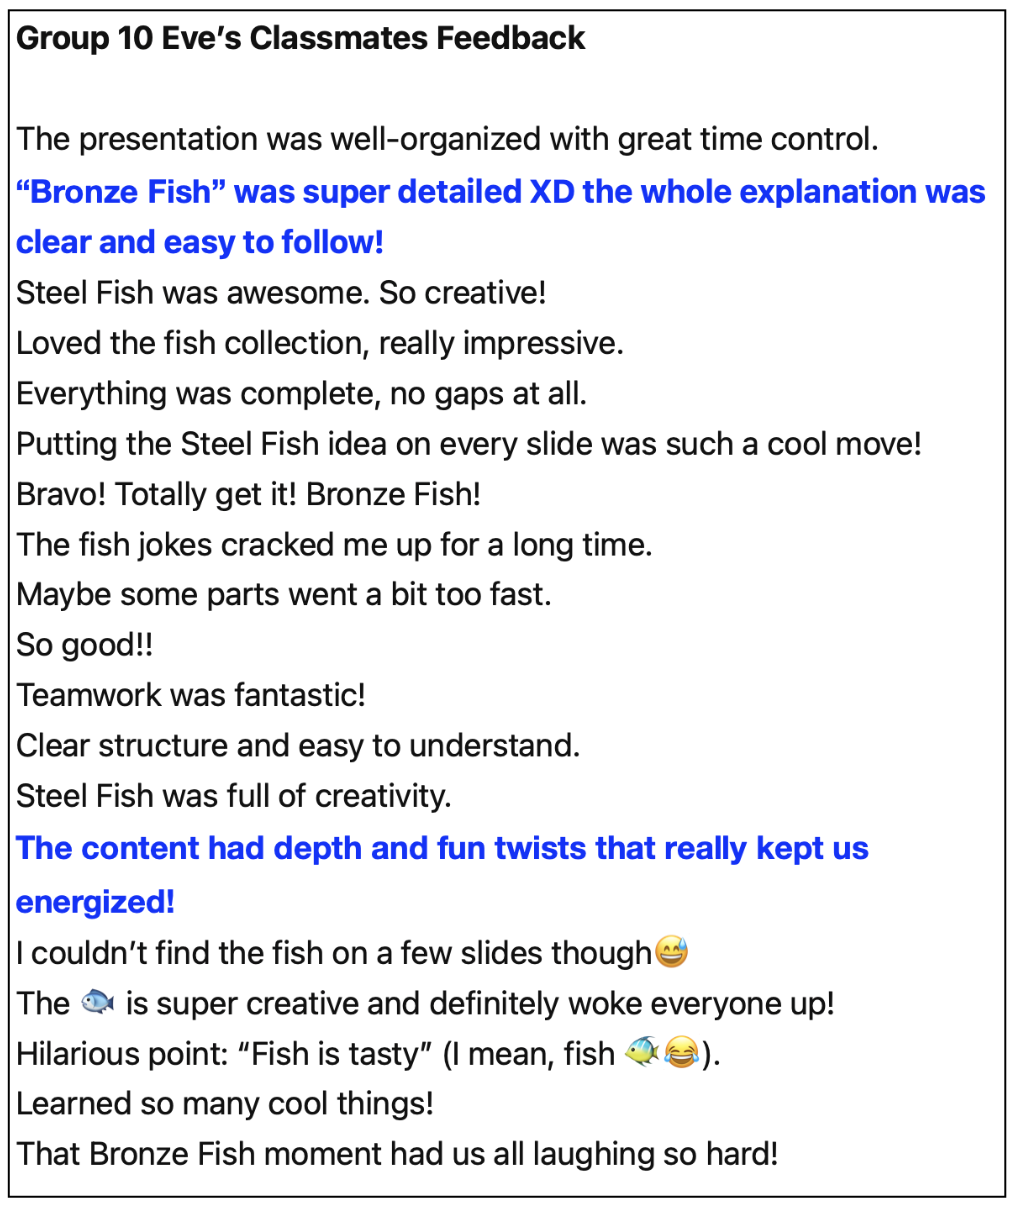 Group 10 Eve’s Classmates Feedback
The presentation was well-organized with great time control.
“Bronze Fish” was super detailed XD the whole explanation was
clear and easy to follow!
Steel Fish was awesome. So creative!
Loved the fish collection, really impressive.
Everything was complete, no gaps at all.
Putting the Steel Fish idea on every slide was such a cool move!
Bravo! Totally get it! Bronze Fish!
The fish jokes cracked me up for a long time.
Maybe some parts went a bit too fast.
So good!!
Teamwork was fantastic!
Clear structure and easy to understand.
Steel Fish was full of creativity.
The content had depth and fun twists that really kept us
energized!
I couldn’t find the fish on a few slides though😅
The 🐟 is super creative and definitely woke everyone up!
Hilarious point: “Fish is tasty” (I mean, fish 🐠😂).
Learned so many cool things!
That Bronze Fish moment had us all laughing so hard!